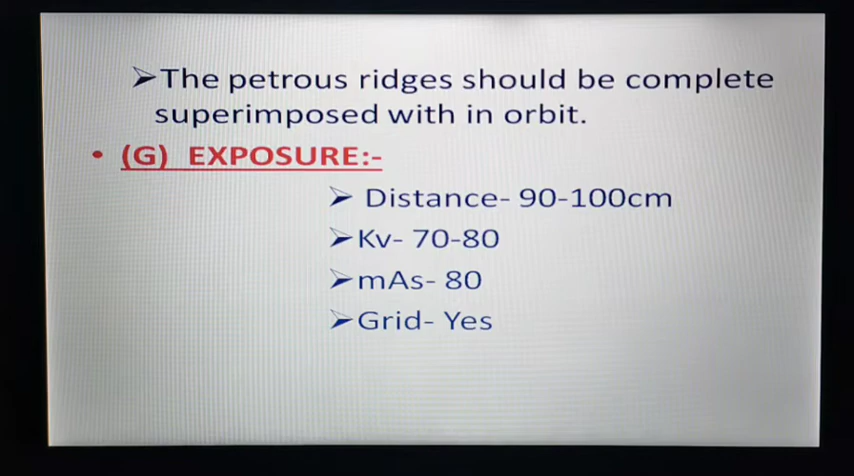 ➢The petrous ridges should be complete
superimposed with in orbit.
• (G) EXPOSURE:-
➢ Distance- 90-100cm
➢Kv- 70-80
➢mAs- 80
➢Grid- Yes